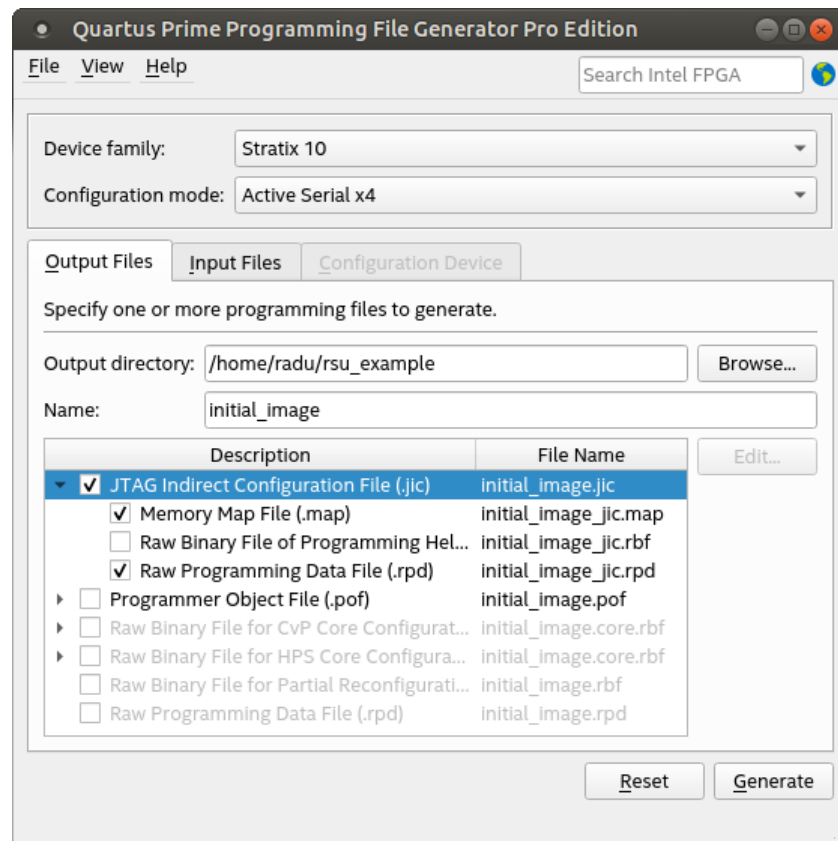 Quartus Prime Programming File Generator Pro Edition
File View Help Search Intel FPGA
Device family: Stratix 10
Configuration mode: Active Serial x4
Output Files Input Files Configuration Device
Specify one or more programming files to generate.
Output directory: /home/radu/rsu_example Browse...
Name: initial_image
Description File Name Edit...
JTAG Indirect Configuration File (.jic) initial_image.jic
Memory Map File (.map) initial_image_jic.map
Raw Binary File of Programming Hel... initial_image_jic.rbf
Raw Programming Data File (.rpd) initial_image_jic.rpd
Programmer Object File (.pof) initial_image.pof
Raw Binary File for CvP Core Configurat... initial_image.core.rbf
Raw Binary File for HPS Core Configura... initial_image.core.rbf
Raw Binary File for Partial Reconfigurati... initial_image.rbf
Raw Programming Data File (.rpd) initial_image.rpd
Reset Generate